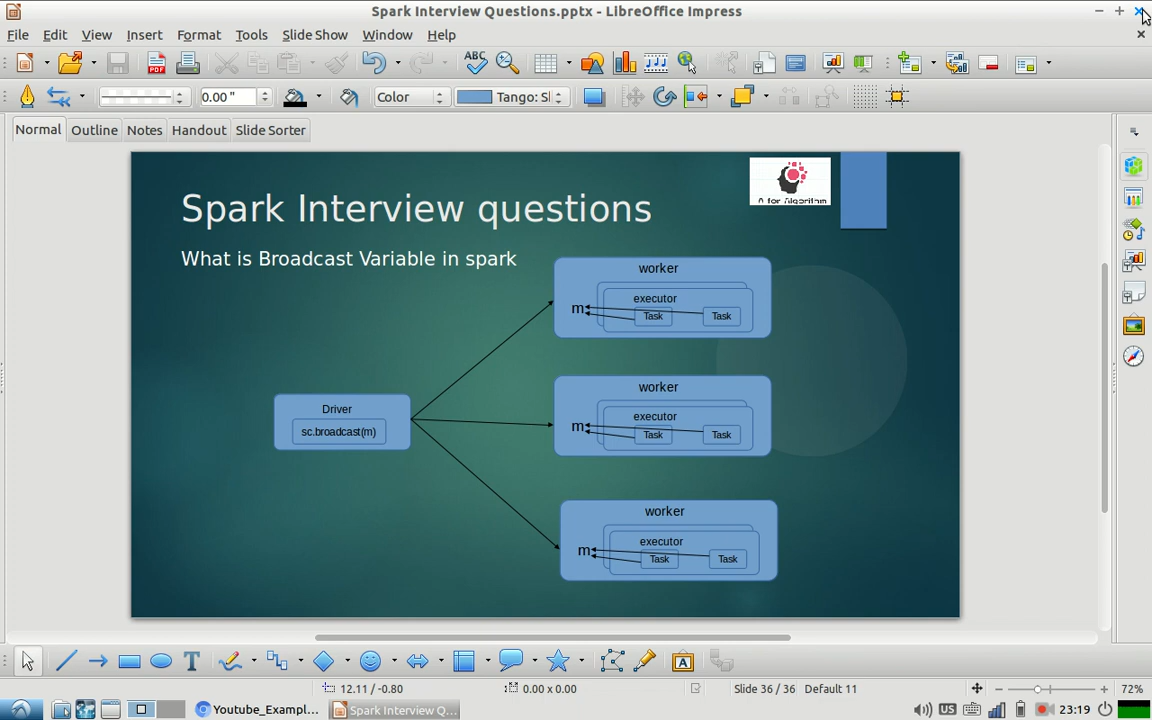 Spark Interview Questions.pptx - LibreOffice Impress
File Edit View Insert Format Tools Slide Show Window Help
0.00 " Color Tango: Sl
Normal Outline Notes Handout Slide Sorter
Spark Interview questions
A for Algorithm
What is Broadcast Variable in spark
worker
executor
m Task Task
worker
executor
m Task Task
Driver
sc.broadcast(m)
worker
executor
m Task Task
12.11 / -0.80 0.00 x 0.00 Slide 36 / 36 Default 11 72%
Youtube_Exampl... Spark Interview Q... US 23:19